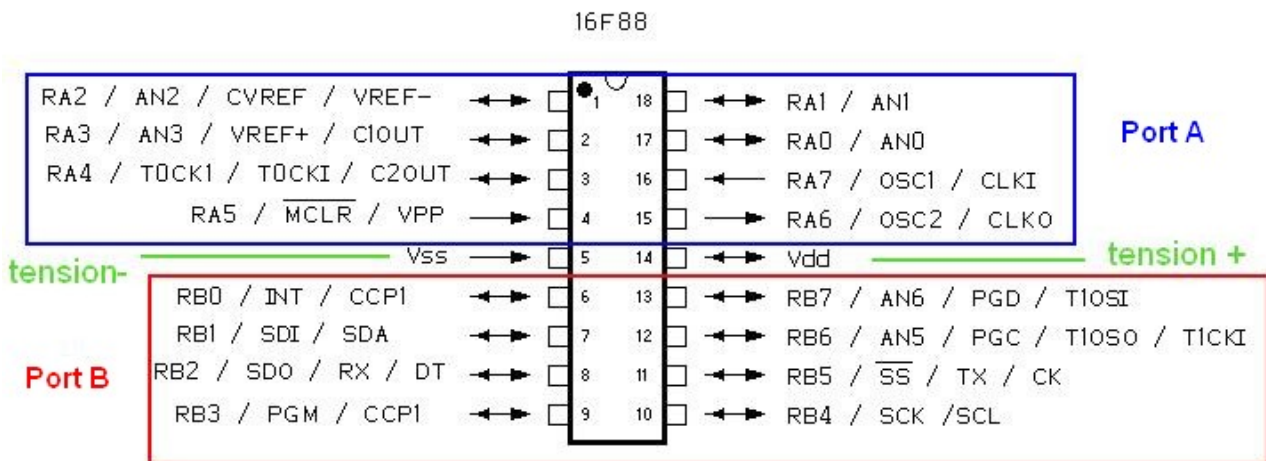 16F88
RA2 / AN2 / CVREF / VREF- 1 18 RA1 / AN1
RA3 / AN3 / VREF+ / C1OUT 2 17 RA0 / AN0
Port A
RA4 / T0CK1 / T0CKI / C2OUT 3 16 RA7 / OSC1 / CLKI
RA5 / MCLR / VPP 4 15 RA6 / OSC2 / CLKO
tension- Vss 5 14 Vdd tension +
RB0 / INT / CCP1 6 13 RB7 / AN6 / PGD / T1OSI
RB1 / SDI / SDA 7 12 RB6 / AN5 / PGC / T1OSO / T1CKI
Port B
RB2 / SDO / RX / DT 8 11 RB5 / SS / TX / CK
RB3 / PGM / CCP1 9 10 RB4 / SCK /SCL